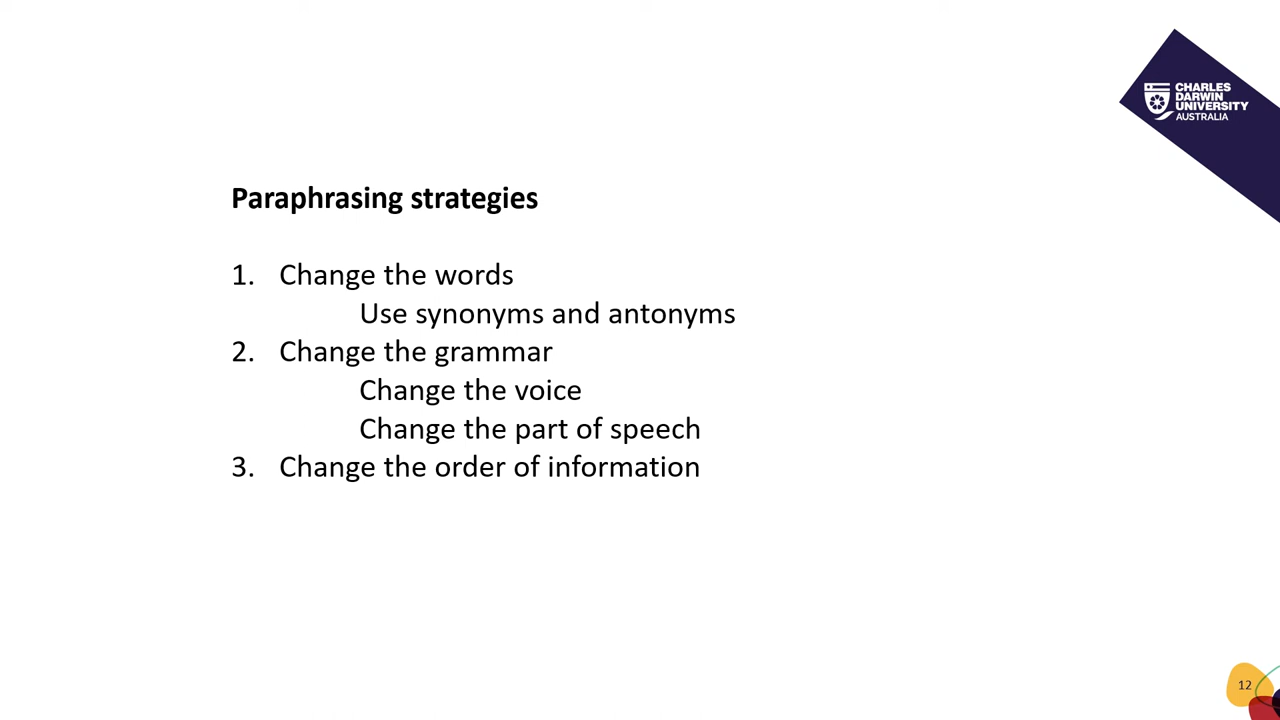 CHARLES
DARWIN
UNIVERSITY
AUSTRALIA
Paraphrasing strategies
1. Change the words
Use synonyms and antonyms
2. Change the grammar
Change the voice
Change the part of speech
3. Change the order of information
12